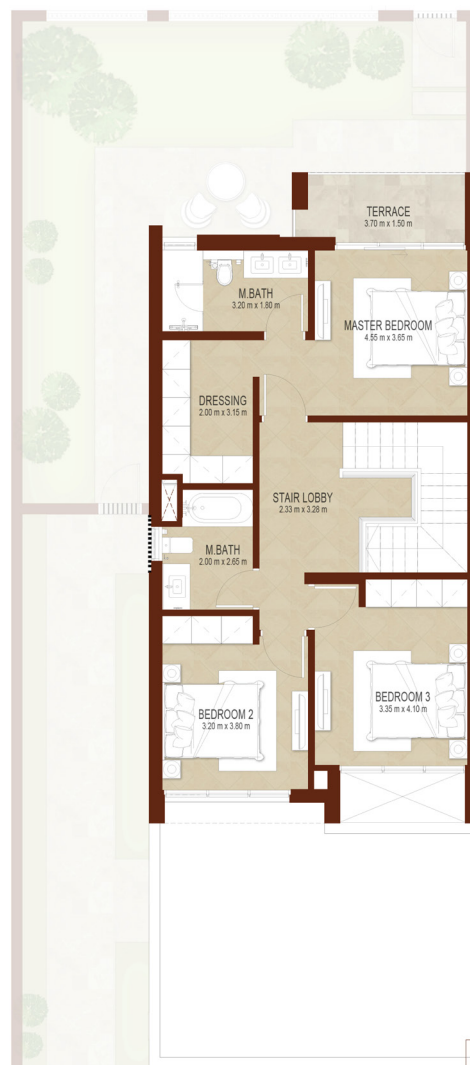 TERRACE
3.70 m x 1.50 m
M.BATH
3.20 m x 1.80 m
MASTER BEDROOM
4.55 m x 3.65 m
DRESSING
2.00 m x 3.15 m
STAIR LOBBY
2.33 m x 3.28 m
M.BATH
2.00 m x 2.65 m
BEDROOM 2
3.20 m x 3.80 m
BEDROOM 3
3.35 m x 4.10 m